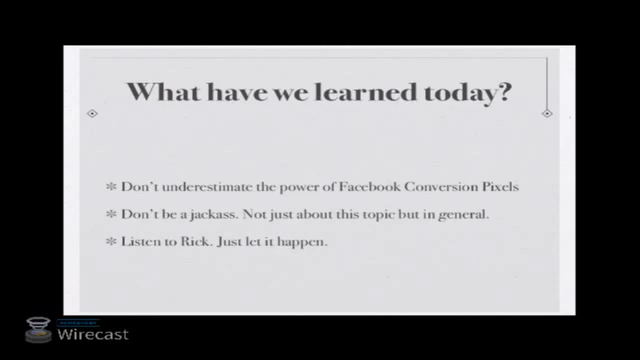 What have we learned today?
✻ Don't underestimate the power of Facebook Conversion Pixels
✻ Don't be a jackass. Not just about this topic but in general.
✻ Listen to Rick. Just let it happen.
Wirecast